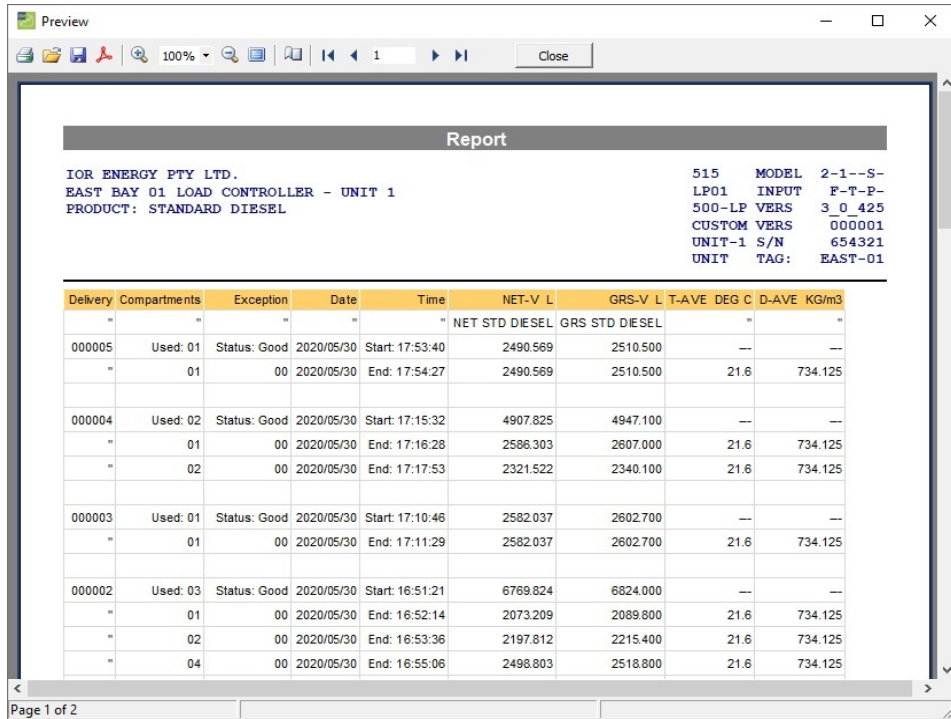 Preview
100% 1 Close
Report
IOR ENERGY PTY LTD. 515 MODEL 2-1--S-
EAST BAY 01 LOAD CONTROLLER - UNIT 1 LP01 INPUT F-T-P-
PRODUCT: STANDARD DIESEL 500-LP VERS 3_0_425
CUSTOM VERS 000001
UNIT-1 S/N 654321
UNIT TAG: EAST-01
Delivery Compartments Exception Date Time NET-V L GRS-V L T-AVE DEG C D-AVE KG/m3
" " " " " NET STD DIESEL GRS STD DIESEL " "
000005 Used: 01 Status: Good 2020/05/30 Start: 17:53:40 2490.569 2510.500 --- ---
" 01 00 2020/05/30 End: 17:54:27 2490.569 2510.500 21.6 734.125
000004 Used: 02 Status: Good 2020/05/30 Start: 17:15:32 4907.825 4947.100 --- ---
" 01 00 2020/05/30 End: 17:16:28 2586.303 2607.000 21.6 734.125
" 02 00 2020/05/30 End: 17:17:53 2321.522 2340.100 21.6 734.125
000003 Used: 01 Status: Good 2020/05/30 Start: 17:10:46 2582.037 2602.700 --- ---
" 01 00 2020/05/30 End: 17:11:29 2582.037 2602.700 21.6 734.125
000002 Used: 03 Status: Good 2020/05/30 Start: 16:51:21 6769.824 6824.000 --- ---
" 01 00 2020/05/30 End: 16:52:14 2073.209 2089.800 21.6 734.125
" 02 00 2020/05/30 End: 16:53:36 2197.812 2215.400 21.6 734.125
" 04 00 2020/05/30 End: 16:55:06 2498.803 2518.800 21.6 734.125
Page 1 of 2